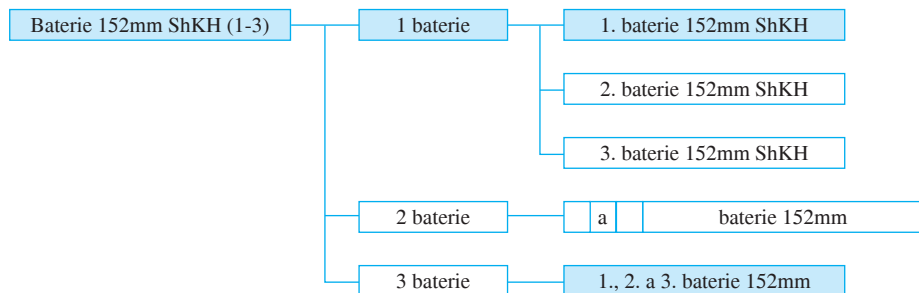 Baterie 152mm ShKH (1-3)
1 baterie
1. baterie 152mm ShKH
2. baterie 152mm ShKH
3. baterie 152mm ShKH
2 baterie
a baterie 152mm
3 baterie
1., 2. a 3. baterie 152mm